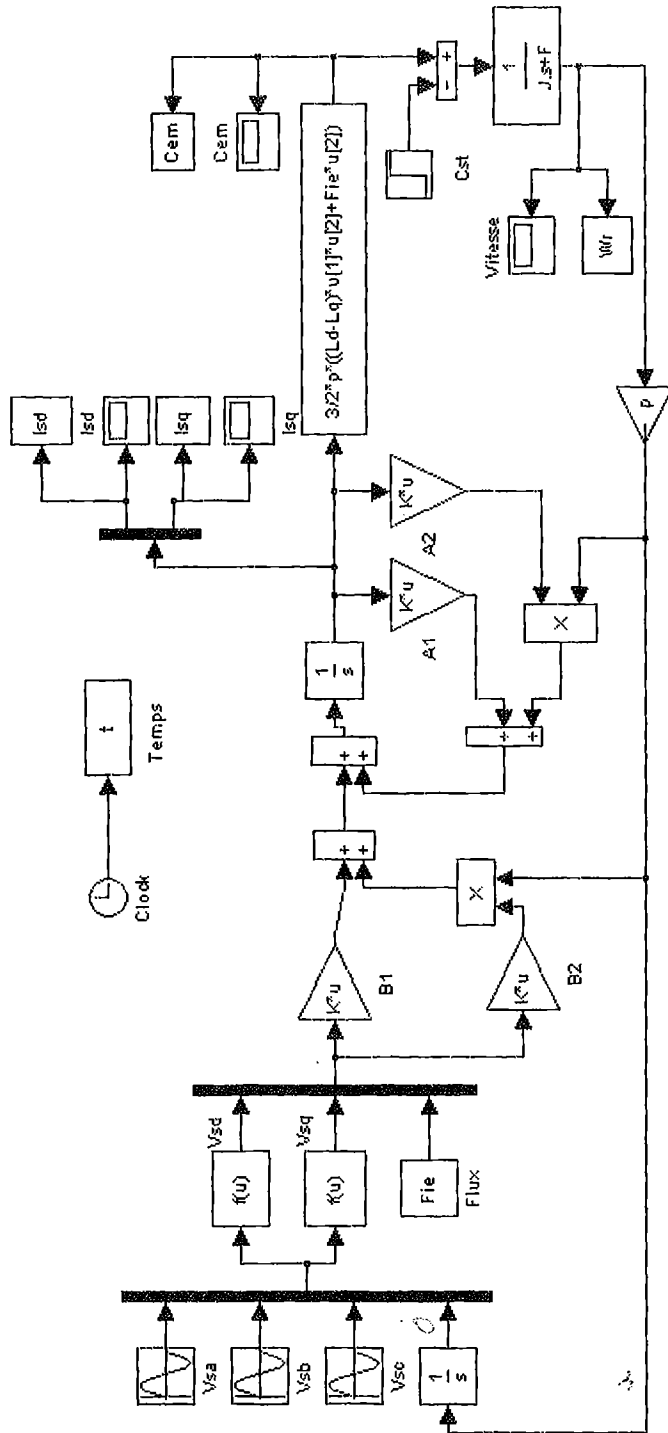 Vsa
Vsb
Vsc
1
s
f(u)
Vsd
f(u)
Vsq
Fie
Flux
K*u
B1
K*u
B2
X
+
+
+
+
1
s
Clock
t
Temps
K*u
A1
K*u
A2
+
+
X
Isd
Isd
Isq
Isq
3/2*p*((Ld-Lq)*u[1]*u[2]+Fie*u[2])
Cem
Cem
Cst
-
+
1
J.s+F
Vitesse
Wr
p